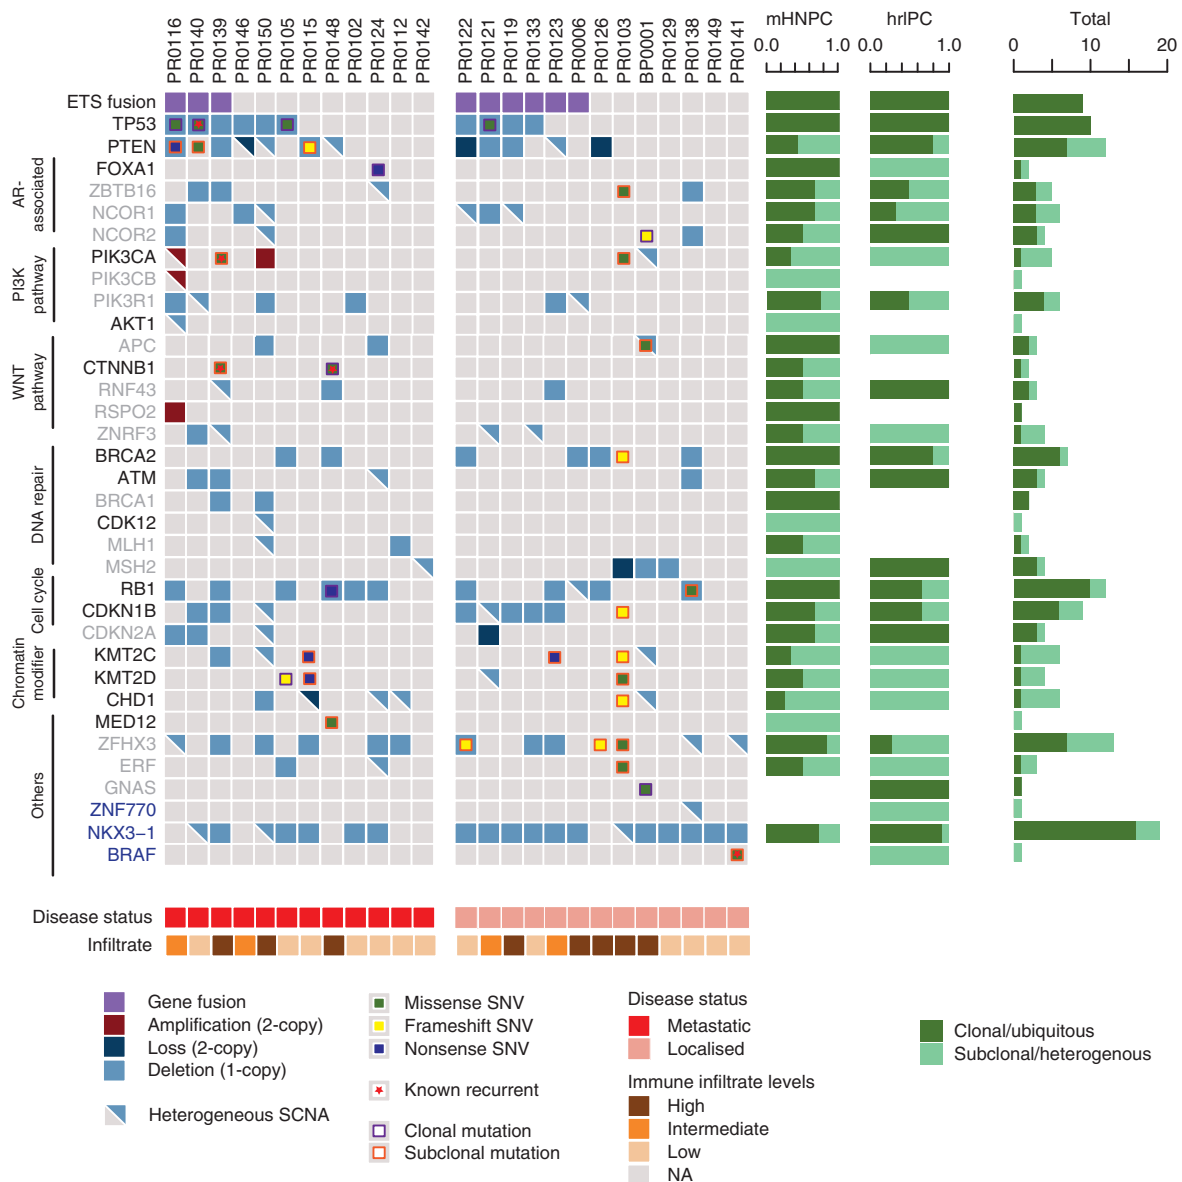 PR0116 PR0140 PR0139 PR0146 PR0150 PR0105 PR0115 PR0148 PR0102 PR0124 PR0112 PR0142 PR0122 PR0121 PR0119 PR0133 PR0123 PR0006 PR0126 PR0103 BP0001 PR0129 PR0138 PR0149 PR0141
mHNPC hrlPC Total
0.0 1.0 0.0 1.0 0 10 20
ETS fusion
TP53
PTEN
AR-associated
FOXA1
ZBTB16
NCOR1
NCOR2
PI3K pathway
PIK3CA
PIK3CB
PIK3R1
AKT1
WNT pathway
APC
CTNNB1
RNF43
RSPO2
ZNRF3
DNA repair
BRCA2
ATM
BRCA1
CDK12
MLH1
MSH2
Cell cycle
RB1
CDKN1B
CDKN2A
Chromatin modifier
KMT2C
KMT2D
CHD1
Others
MED12
ZFHX3
ERF
GNAS
ZNF770
NKX3−1
BRAF
Disease status
Infiltrate
Gene fusion
Amplification (2-copy)
Loss (2-copy)
Deletion (1-copy)
Heterogeneous SCNA
Missense SNV
Frameshift SNV
Nonsense SNV
Known recurrent
Clonal mutation
Subclonal mutation
Disease status
Metastatic
Localised
Immune infiltrate levels
High
Intermediate
Low
NA
Clonal/ubiquitous
Subclonal/heterogenous